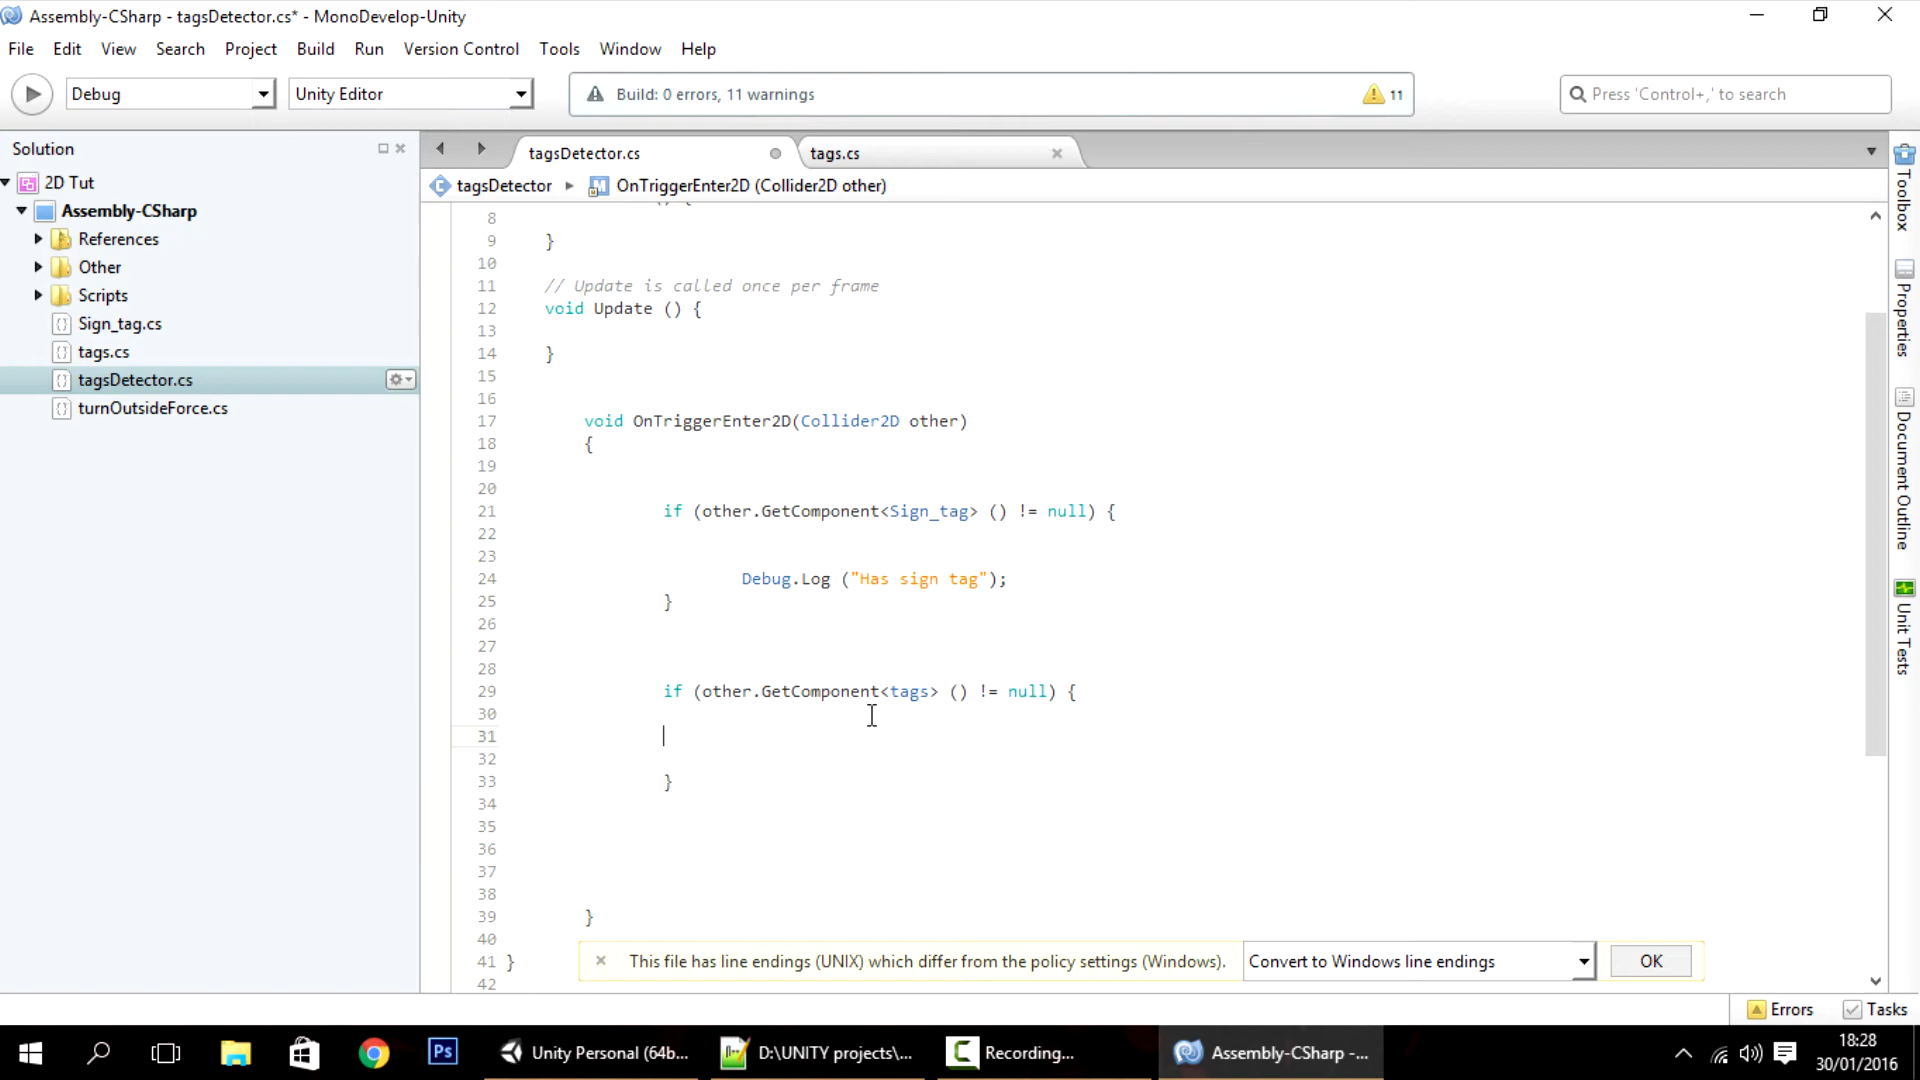 Assembly-CSharp - tagsDetector.cs* - MonoDevelop-Unity
File Edit View Search Project Build Run Version Control Tools Window Help
Debug Unity Editor Build: 0 errors, 11 warnings 11 Press 'Control+,' to search
Solution
2D Tut
Assembly-CSharp
References
Other
Scripts
Sign_tag.cs
tags.cs
tagsDetector.cs
turnOutsideForce.cs
tagsDetector.cs tags.cs
tagsDetector OnTriggerEnter2D (Collider2D other)
8
9 }
10
11 // Update is called once per frame
12 void Update () {
13
14 }
15
16
17 void OnTriggerEnter2D(Collider2D other)
18 {
19
20
21 if (other.GetComponent<Sign_tag> () != null) {
22
23
24 Debug.Log ("Has sign tag");
25 }
26
27
28
29 if (other.GetComponent<tags> () != null) {
30
31
32
33 }
34
35
36
37
38
39 }
40
41 }
42
This file has line endings (UNIX) which differ from the policy settings (Windows). Convert to Windows line endings OK
Toolbox
Properties
Document Outline
Unit Tests
Errors Tasks
Ps Unity Personal (64b... D:\UNITY projects\... Recording... Assembly-CSharp -...
18:28
30/01/2016